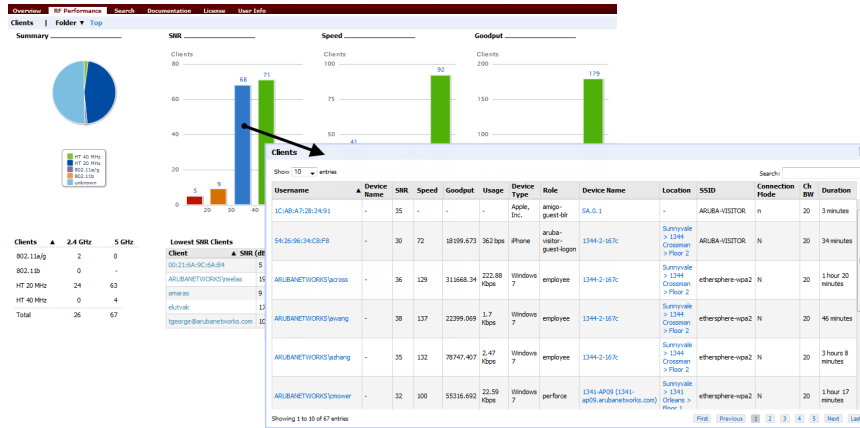 Overview RF Performance Search Documentation License User Info
Clients | Folder ▼ Top
Summary SNR Speed Goodput
Clients Clients Clients
80 100 200
68 71 92 179
60 75 150
40 50 100
41
20
5 9
0
20 30 40
HT 40 MHz
HT 20 MHz
802.11a/g
802.11b
unknown
Clients ▲ 2.4 GHz 5 GHz
802.11a/g 2 0
802.11b 0 -
HT 20 MHz 24 63
HT 40 MHz 0 4
Total 26 67
Lowest SNR Clients
Client ▲ SNR (dB
00:21:6A:9C:6A:B4 5
ARUBANETWORKS\neelas 19
amaras 9
elutvak 17
tgeorge@arubanetworks.com 10
Clients
Show 10 entries Search:
Username ▲ Device Name SNR Speed Goodput Usage Device Type Role Device Name Location SSID Connection Mode Ch BW Duration
1C:AB:A7:28:24:91 - 35 - - - Apple, Inc. amigo-guest-blr SA.0.1 - ARUBA-VISITOR n 20 3 minutes
54:26:96:34:C8:F8 - 30 72 18199.673 362 bps iPhone aruba-visitor-guest-logon 1344-2-167c Sunnyvale > 1344 Crossman > Floor 2 ARUBA-VISITOR N 20 34 minutes
ARUBANETWORKS\across - 36 129 311668.34 222.88 Kbps Windows 7 employee 1344-2-167c Sunnyvale > 1344 Crossman > Floor 2 ethersphere-wpa2 N 20 1 hour 20 minutes
ARUBANETWORKS\awang - 38 137 22399.069 1.7 Kbps Windows 7 employee 1344-2-167c Sunnyvale > 1344 Crossman > Floor 2 ethersphere-wpa2 N 20 46 minutes
ARUBANETWORKS\azhang - 35 132 78747.407 2.47 Kbps Windows 7 employee 1344-2-167c Sunnyvale > 1344 Crossman > Floor 2 ethersphere-wpa2 N 20 3 hours 8 minutes
ARUBANETWORKS\cmower - 32 100 55316.692 22.59 Kbps Windows 7 perforce 1341-AP09 (1341-ap09.arubanetworks.com) Sunnyvale > 1341 Orleans > Floor 1 ethersphere-wpa2 N 20 1 hour 17 minutes
Showing 1 to 10 of 67 entries First Previous 1 2 3 4 5 Next Last